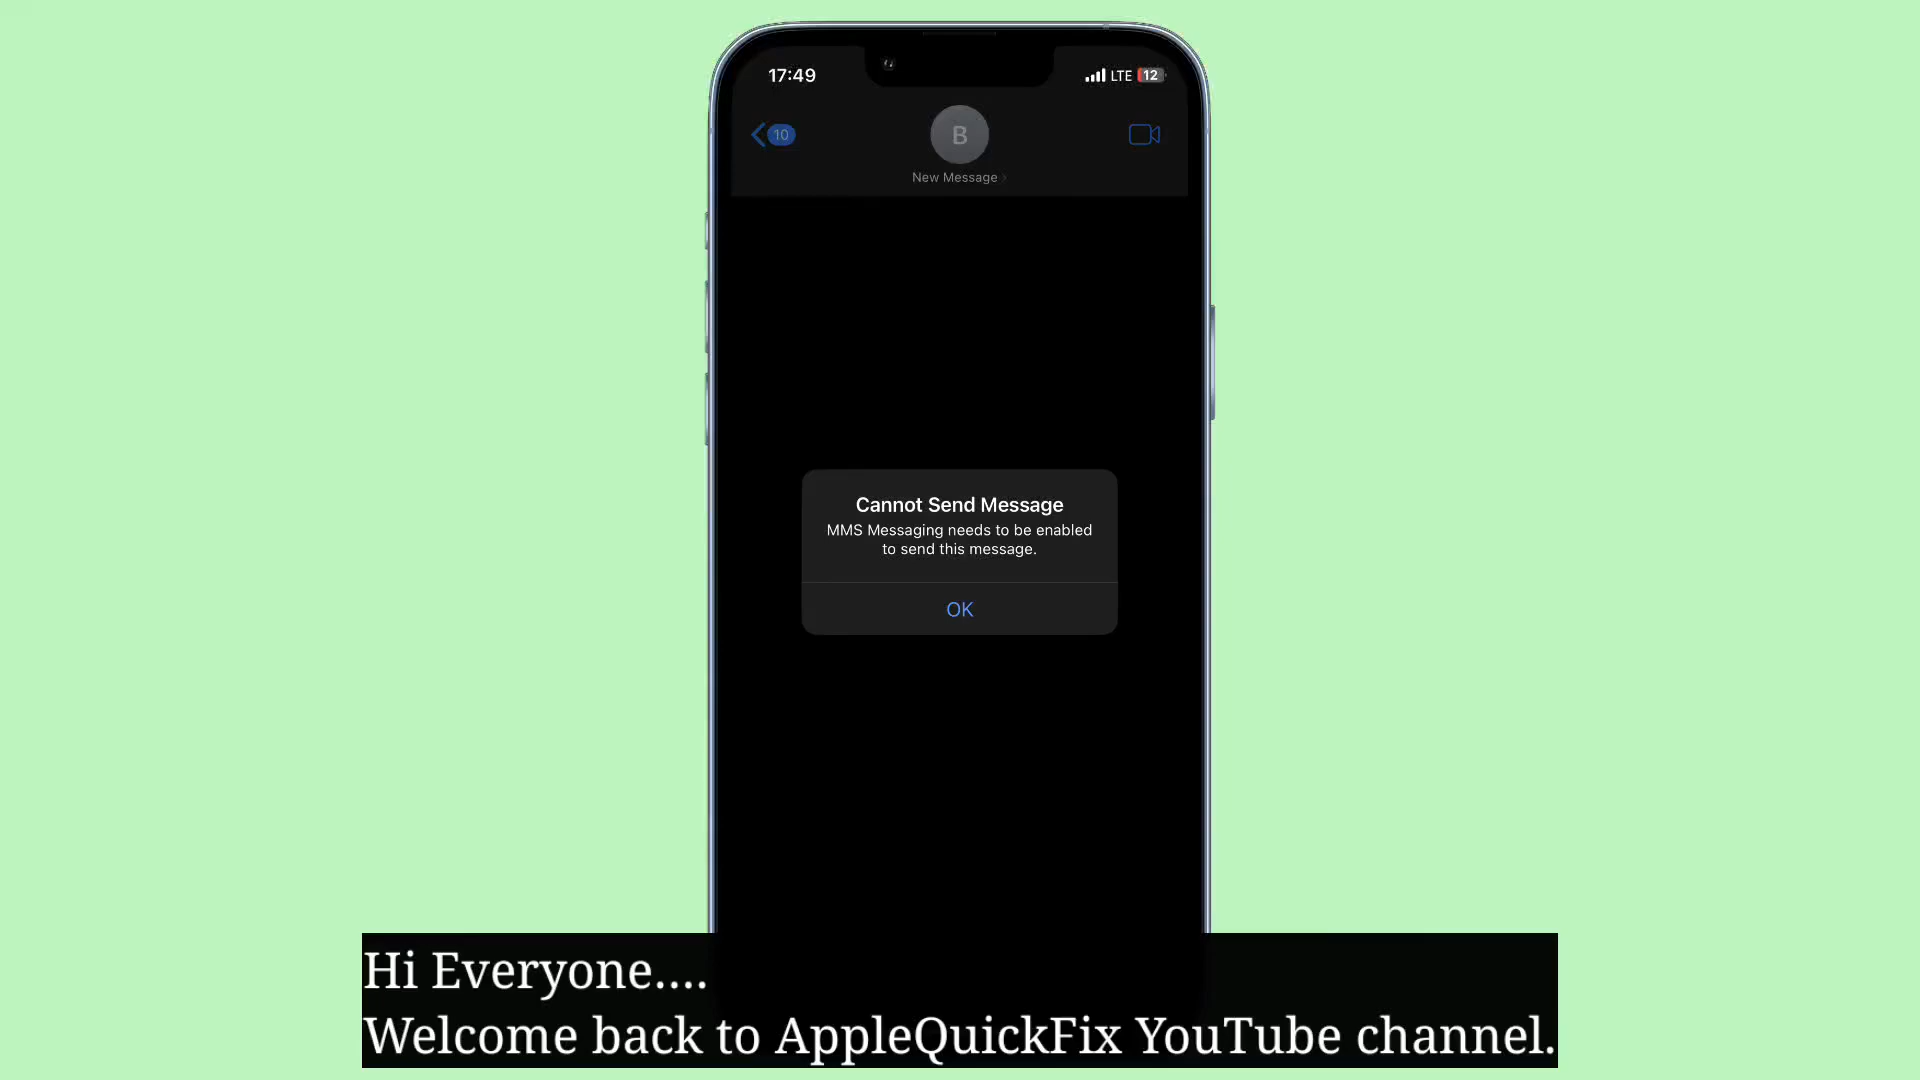 17:49
LTE 12
10
B
New Message
Cannot Send Message
MMS Messaging needs to be enabled
to send this message.
OK
Hi Everyone....
Welcome back to AppleQuickFix YouTube channel.